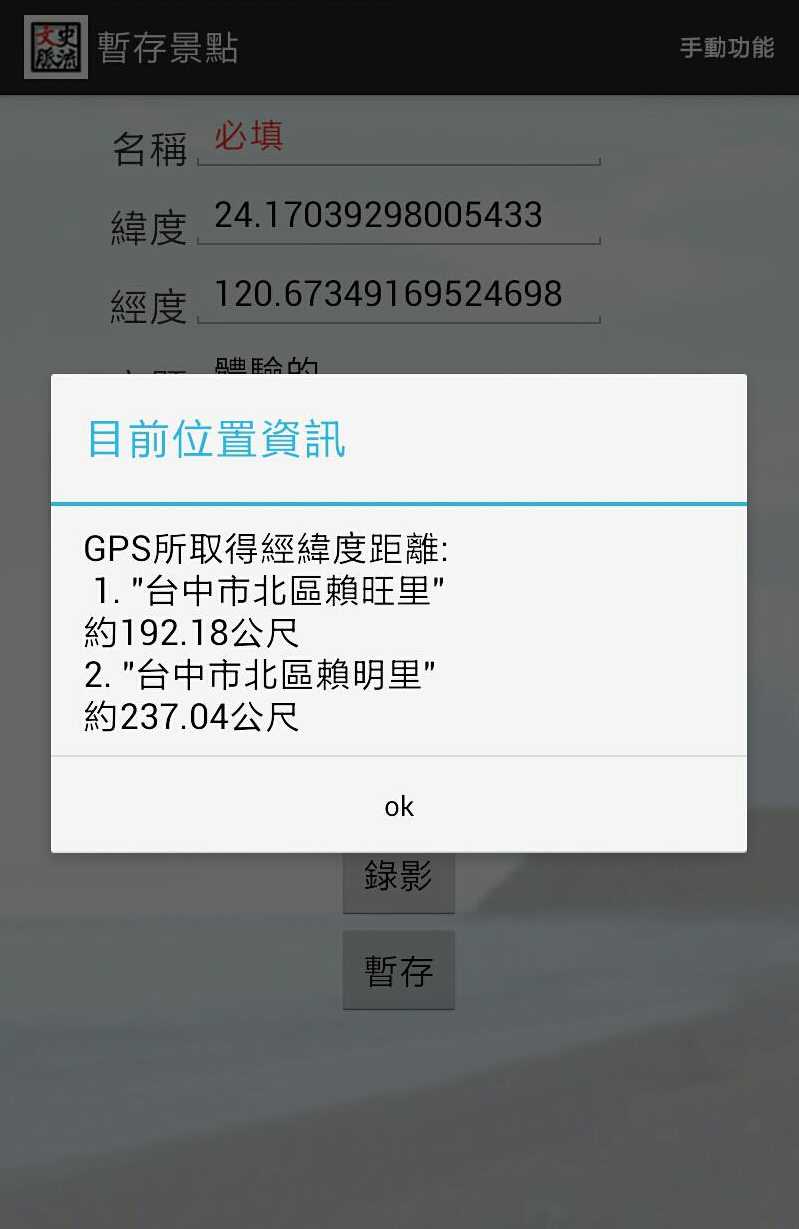 文史
脈流
暫存景點
手動功能
名稱 必填
緯度 24.17039298005433
經度 120.67349169524698
體驗的
目前位置資訊
GPS所取得經緯度距離:
1. "台中市北區賴旺里"
約192.18公尺
2. "台中市北區賴明里"
約237.04公尺
ok
錄影
暫存